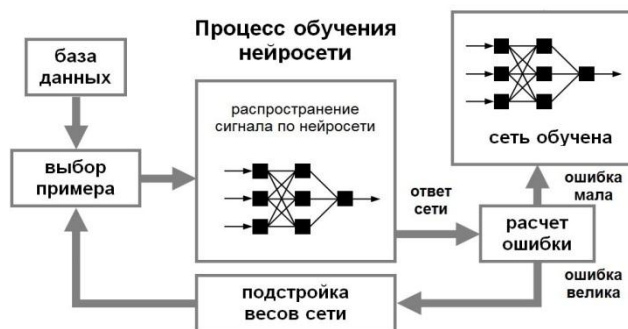 Процесс обучения
нейросети
база
данных
выбор
примера
распространение
сигнала по нейросети
ответ
сети
расчет
ошибки
ошибка
мала
сеть обучена
ошибка
велика
подстройка
весов сети